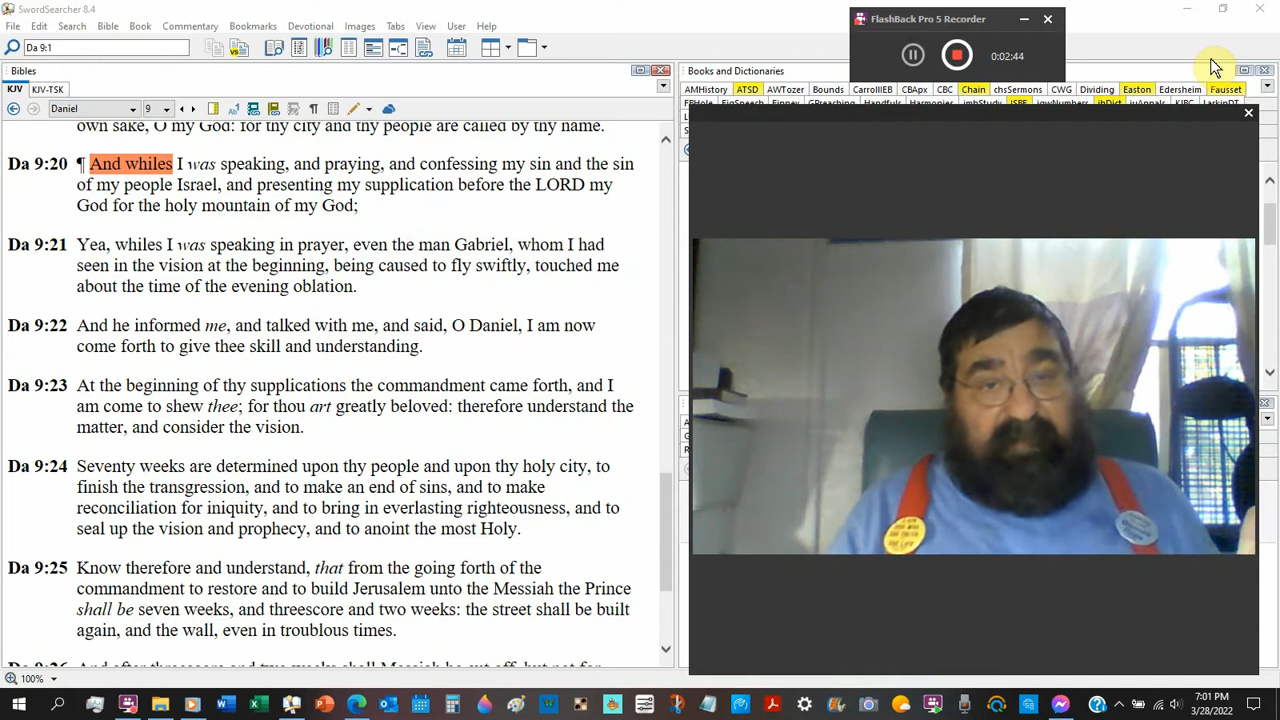 SwordSearcher 8.4
File Edit Search Bible Book Commentary Bookmarks Devotional Images Tabs View User Help
Da 9:1
FlashBack Pro 5 Recorder
0:02:44
Bibles
KJV KJV-TSK
Daniel 9
own sake, O my God: for thy city and thy people are called by thy name.
Da 9:20 ¶ And whiles I was speaking, and praying, and confessing my sin and the sin
of my people Israel, and presenting my supplication before the LORD my
God for the holy mountain of my God;
Da 9:21 Yea, whiles I was speaking in prayer, even the man Gabriel, whom I had
seen in the vision at the beginning, being caused to fly swiftly, touched me
about the time of the evening oblation.
Da 9:22 And he informed me, and talked with me, and said, O Daniel, I am now
come forth to give thee skill and understanding.
Da 9:23 At the beginning of thy supplications the commandment came forth, and I
am come to shew thee; for thou art greatly beloved: therefore understand the
matter, and consider the vision.
Da 9:24 Seventy weeks are determined upon thy people and upon thy holy city, to
finish the transgression, and to make an end of sins, and to make
reconciliation for iniquity, and to bring in everlasting righteousness, and to
seal up the vision and prophecy, and to anoint the most Holy.
Da 9:25 Know therefore and understand, that from the going forth of the
commandment to restore and to build Jerusalem unto the Messiah the Prince
shall be seven weeks, and threescore and two weeks: the street shall be built
again, and the wall, even in troublous times.
Books and Dictionaries
AMHistory ATSD AWTozer Bounds CarrollIEB CBApx CBC Chain chsSermons CWG Dividing Easton Edersheim Fausset
100%
7:01 PM
3/28/2022